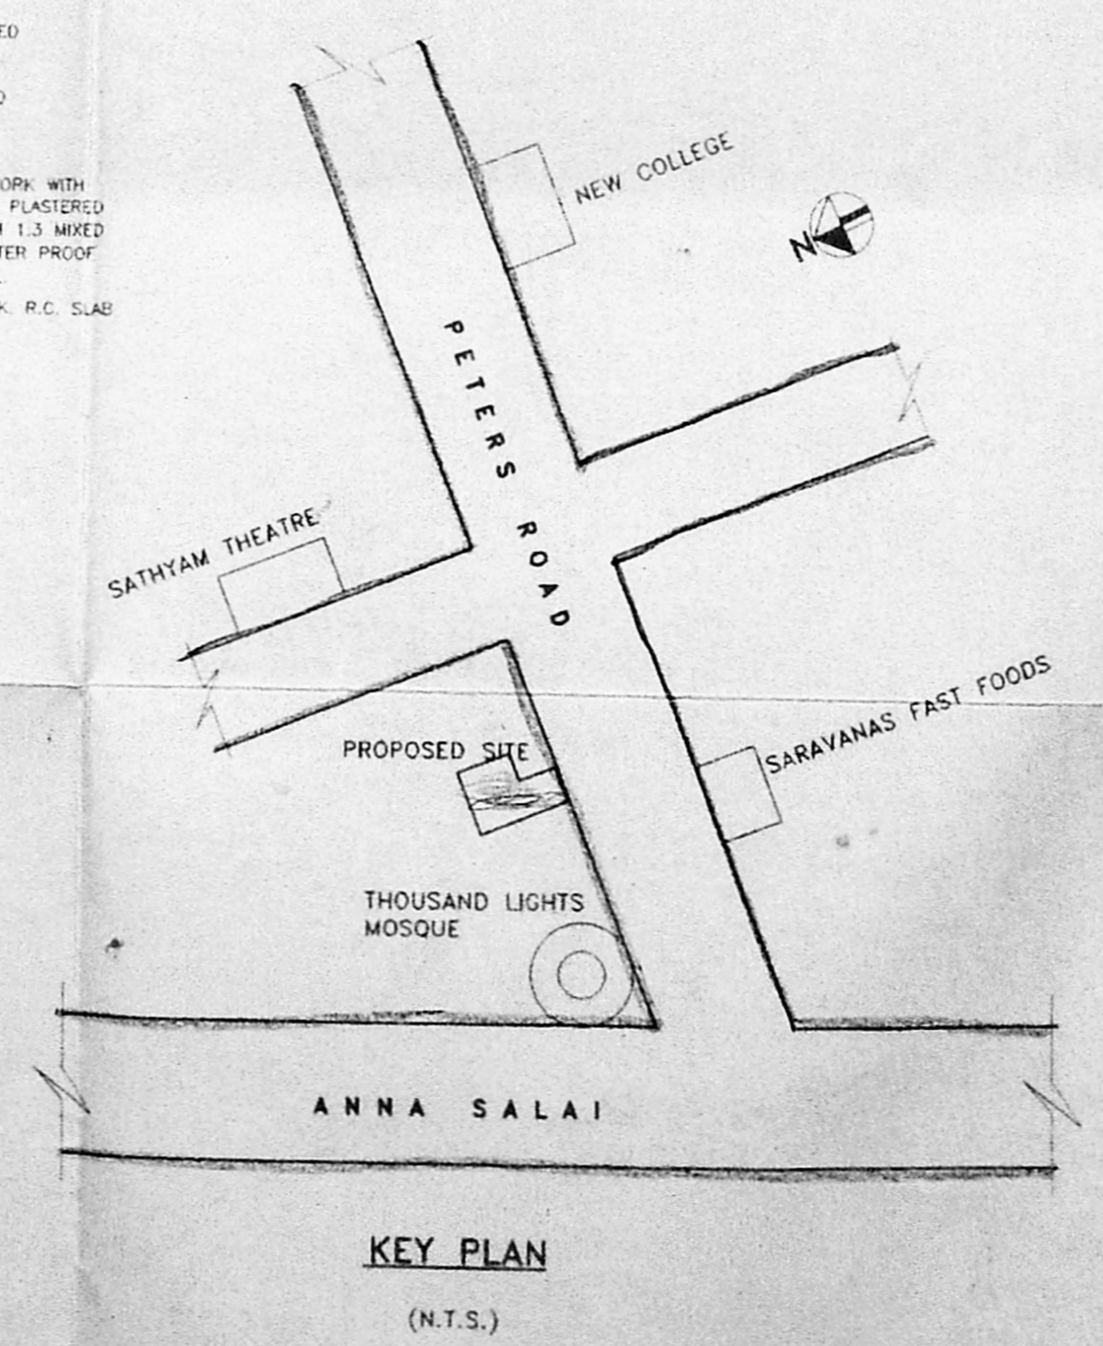 ED
ORK WITH
PLASTERED
1:3 MIXED
TER PROOF
R.C. SLAB
NEW COLLEGE
N
PETERS ROAD
SATHYAM THEATRE
SARAVANAS FAST FOODS
PROPOSED SITE
THOUSAND LIGHTS
MOSQUE
ANNA SALAI
KEY PLAN
(N.T.S.)